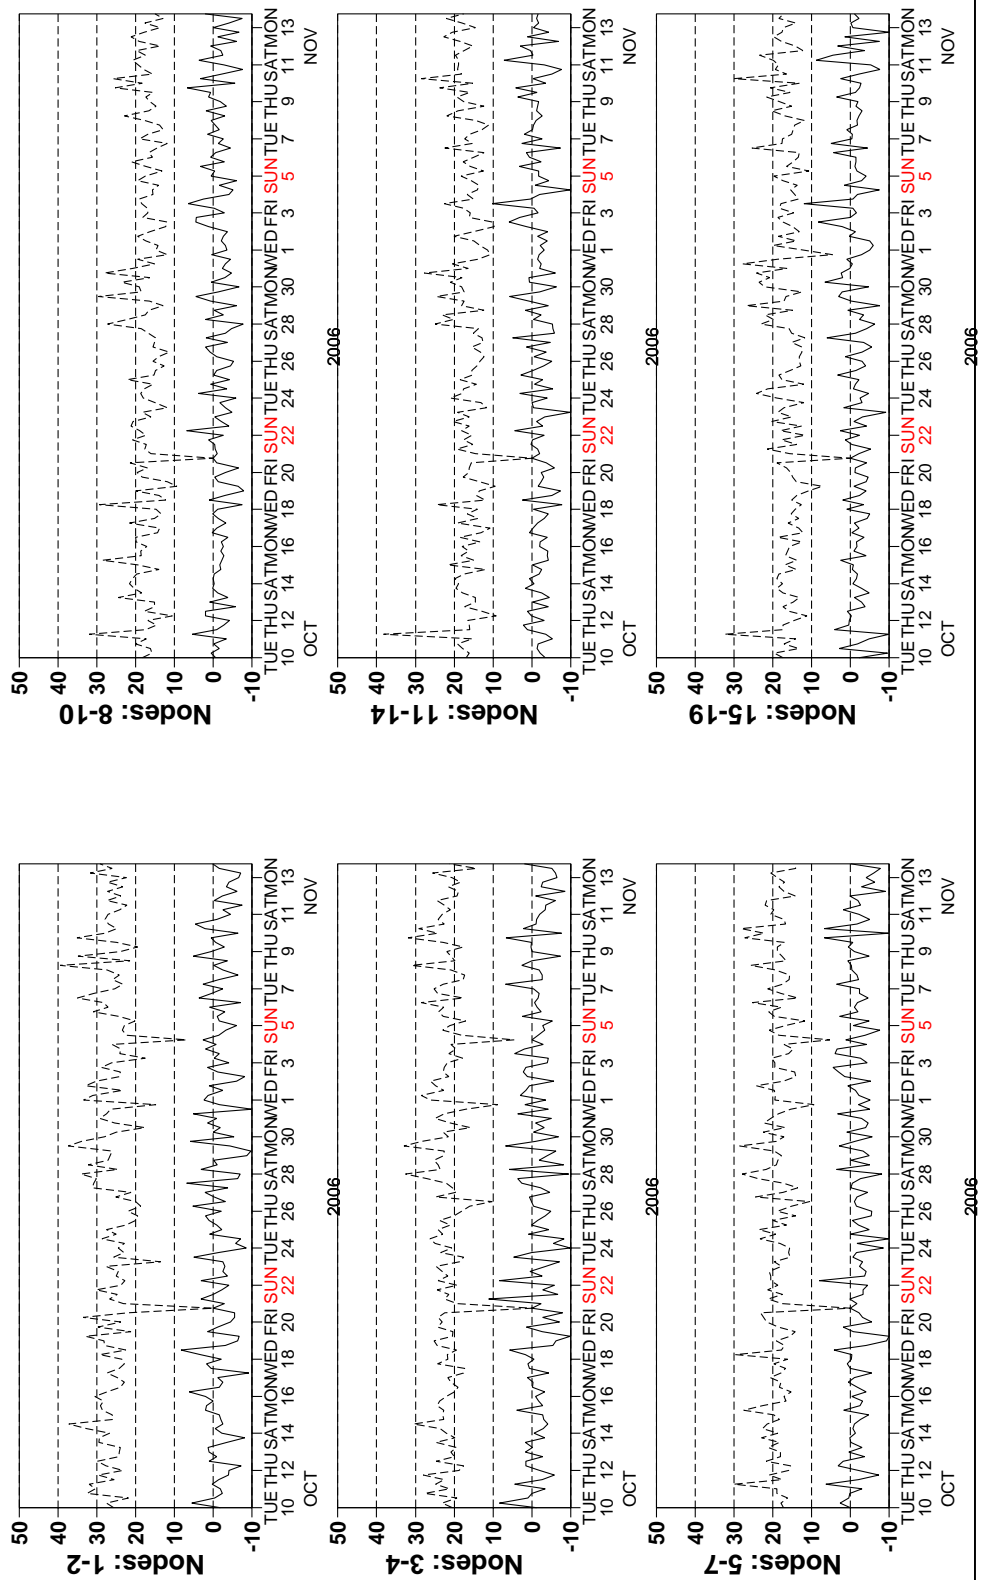 Nodes: 1-2
50
40
30
20
10
0
-10
TUE THU SAT MON WED FRI SUN TUE THU SAT MON WED FRI SUN TUE THU SAT MON
10 12 14 16 18 20 22 24 26 28 30 1 3 5 7 9 11 13
OCT NOV
2006
Nodes: 3-4
50
40
30
20
10
0
-10
TUE THU SAT MON WED FRI SUN TUE THU SAT MON WED FRI SUN TUE THU SAT MON
10 12 14 16 18 20 22 24 26 28 30 1 3 5 7 9 11 13
OCT NOV
2006
Nodes: 5-7
50
40
30
20
10
0
-10
TUE THU SAT MON WED FRI SUN TUE THU SAT MON WED FRI SUN TUE THU SAT MON
10 12 14 16 18 20 22 24 26 28 30 1 3 5 7 9 11 13
OCT NOV
2006
Nodes: 8-10
50
40
30
20
10
0
-10
TUE THU SAT MON WED FRI SUN TUE THU SAT MON WED FRI SUN TUE THU SAT MON
10 12 14 16 18 20 22 24 26 28 30 1 3 5 7 9 11 13
OCT NOV
2006
Nodes: 11-14
50
40
30
20
10
0
-10
TUE THU SAT MON WED FRI SUN TUE THU SAT MON WED FRI SUN TUE THU SAT MON
10 12 14 16 18 20 22 24 26 28 30 1 3 5 7 9 11 13
OCT NOV
2006
Nodes: 15-19
50
40
30
20
10
0
-10
TUE THU SAT MON WED FRI SUN TUE THU SAT MON WED FRI SUN TUE THU SAT MON
10 12 14 16 18 20 22 24 26 28 30 1 3 5 7 9 11 13
OCT NOV
2006